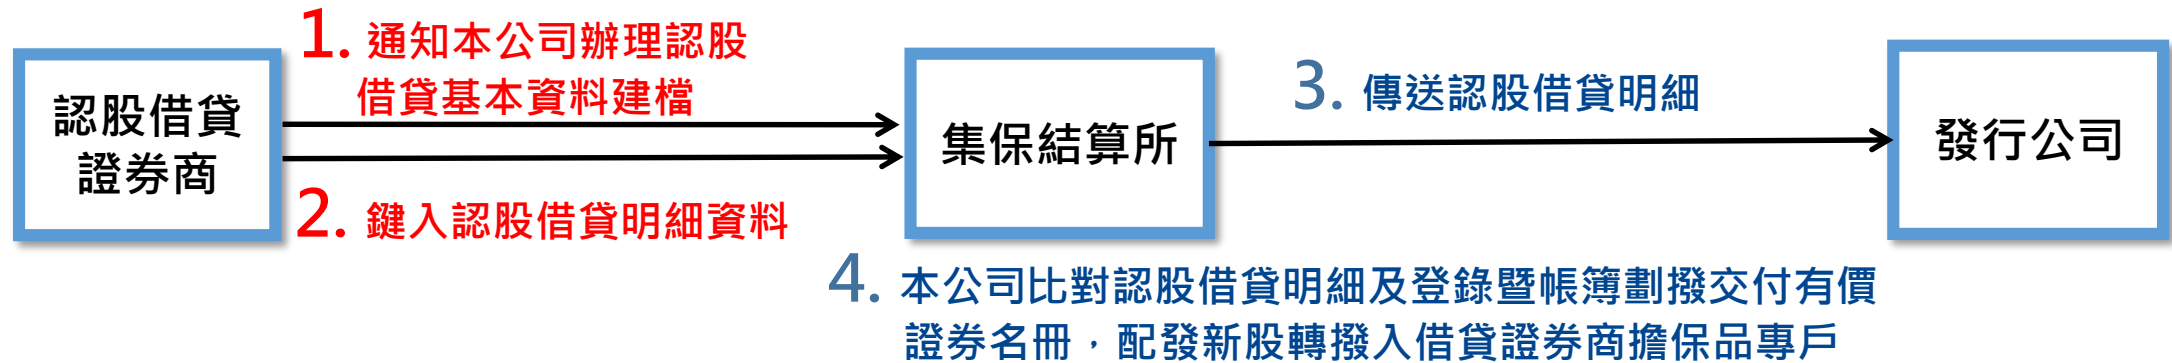 1. 通知本公司辦理認股
借貸基本資料建檔
認股借貸
證券商
2. 鍵入認股借貸明細資料
集保結算所
3. 傳送認股借貸明細
發行公司
4. 本公司比對認股借貸明細及登錄暨帳簿劃撥交付有價
證券名冊，配發新股轉撥入借貸證券商擔保品專戶